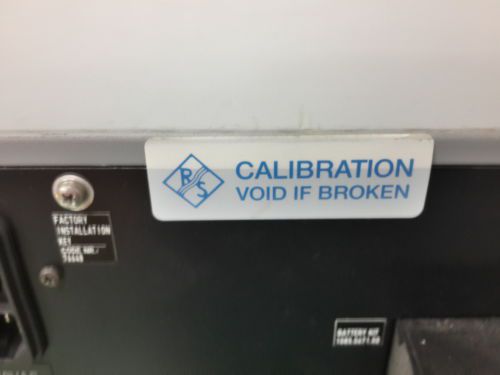 R S
CALIBRATION
VOID IF BROKEN
FACTORY
INSTALLATION
KEY
CODE NR.:
BATTERY KIT